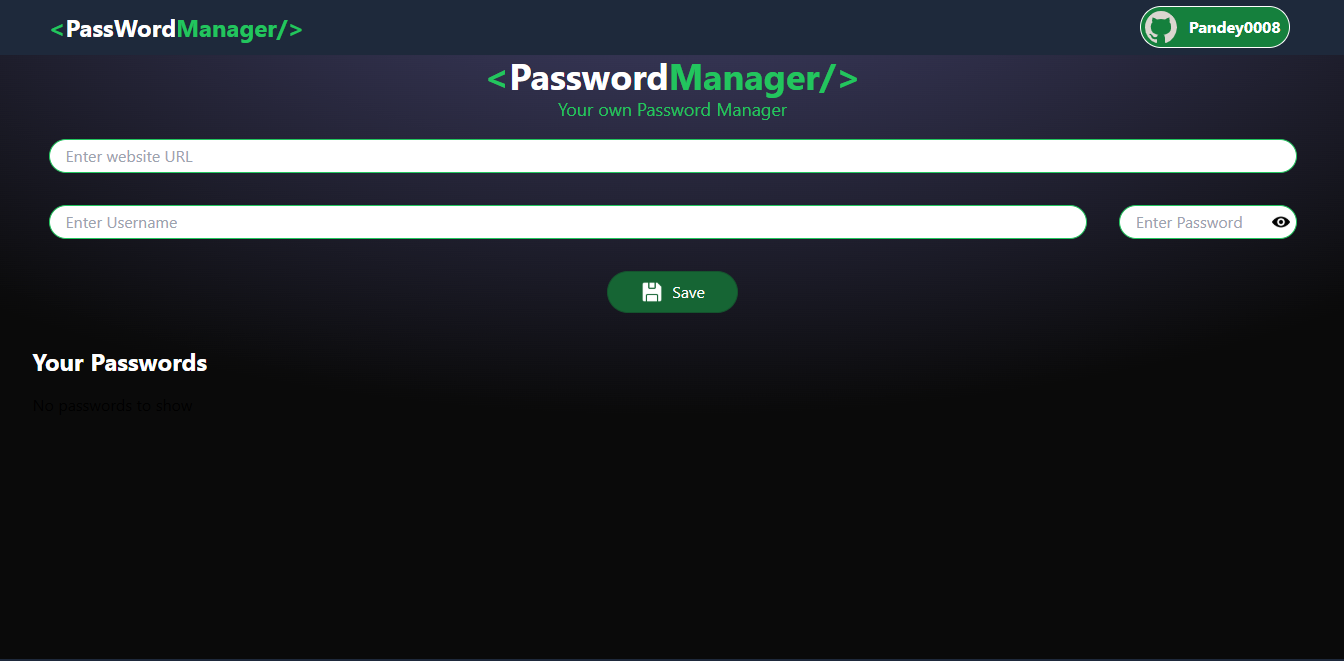 <PassWordManager/>
Pandey0008
<PasswordManager/>
Your own Password Manager
Enter website URL
Enter Username
Enter Password
Save
Your Passwords
No passwords to show